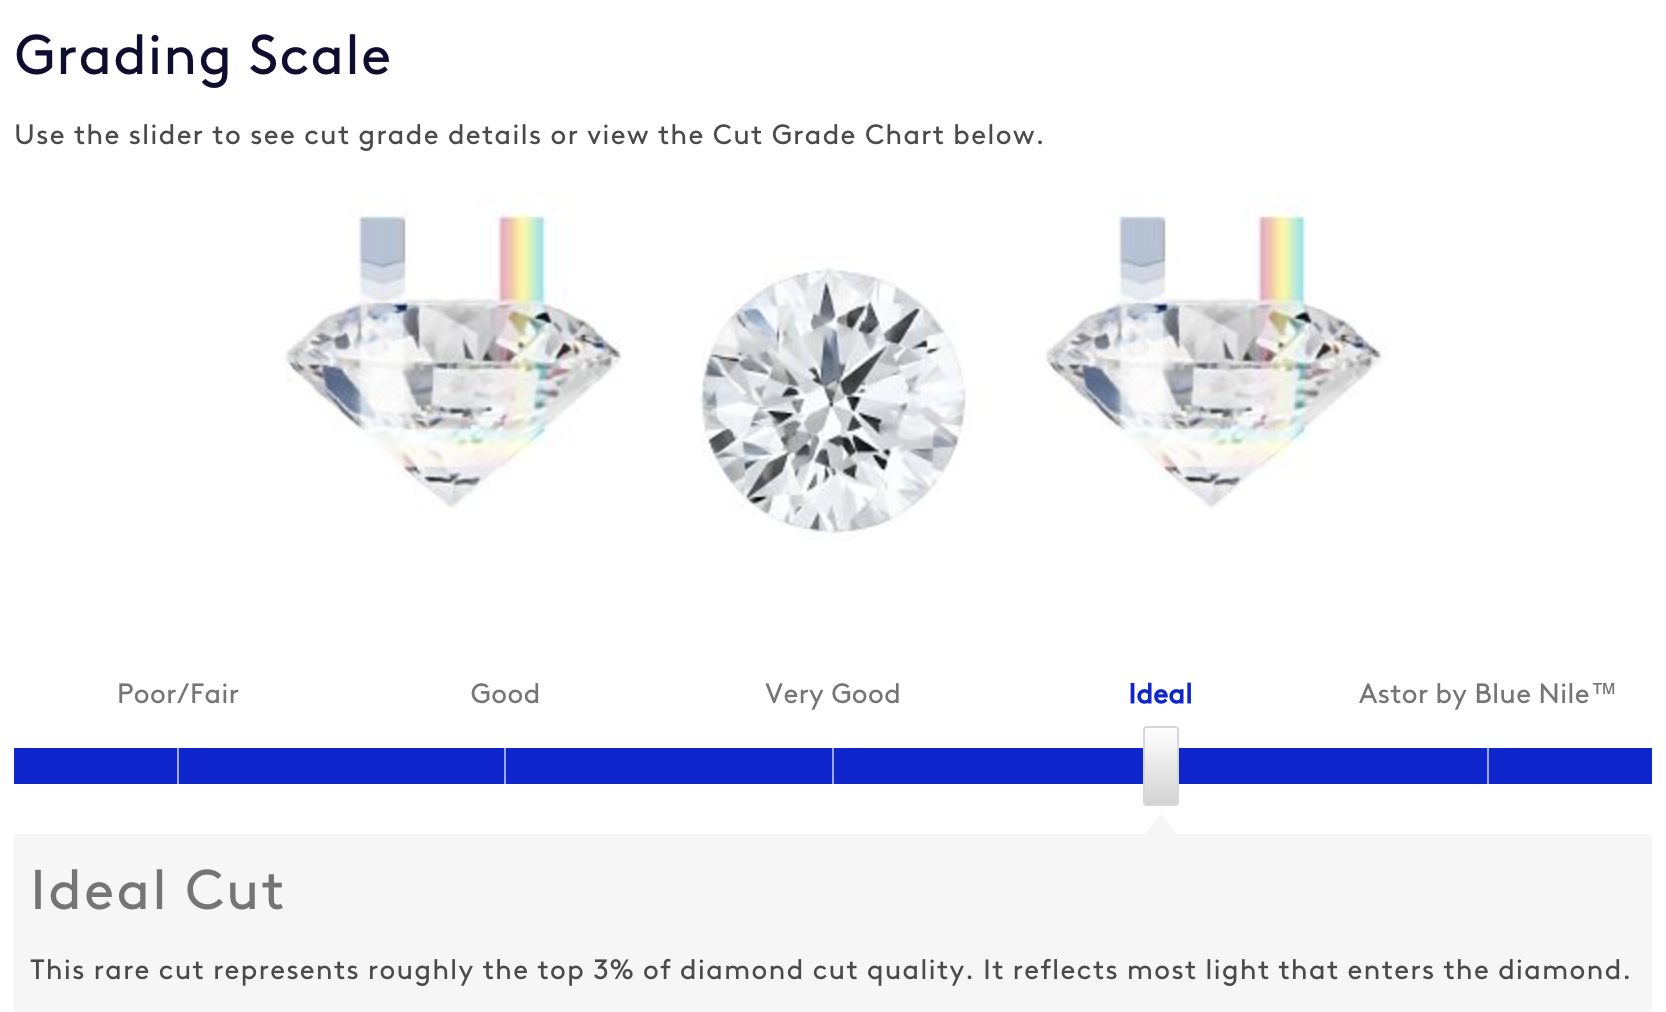 Grading Scale
Use the slider to see cut grade details or view the Cut Grade Chart below.
Poor/Fair Good Very Good Ideal Astor by Blue Nile™
Ideal Cut
This rare cut represents roughly the top 3% of diamond cut quality. It reflects most light that enters the diamond.